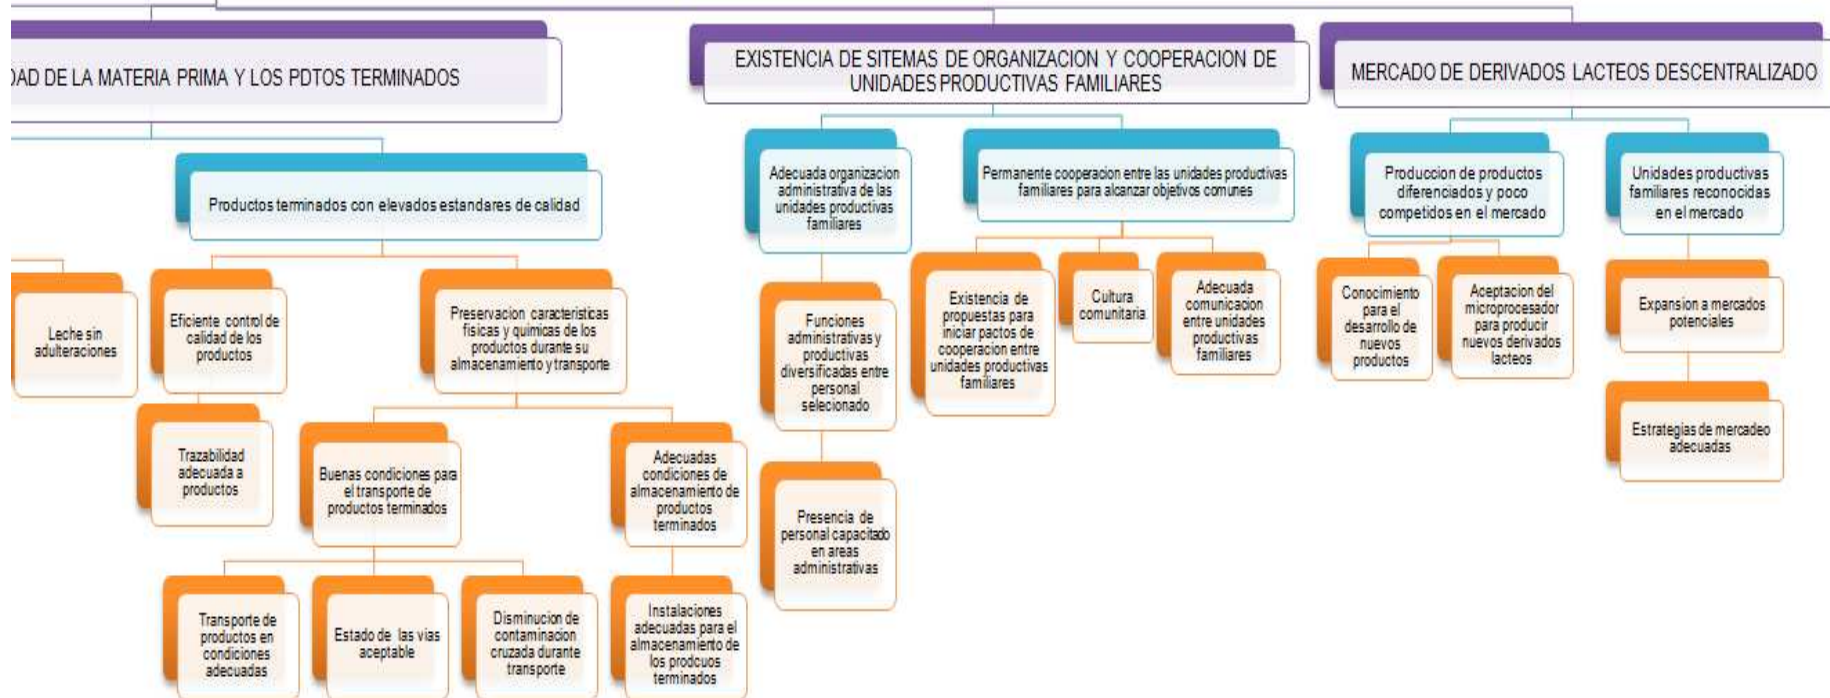 DAD DE LA MATERIA PRIMA Y LOS PDTOS TERMINADOS
EXISTENCIA DE SITEMAS DE ORGANIZACION Y COOPERACION DE
UNIDADES PRODUCTIVAS FAMILIARES
MERCADO DE DERIVADOS LACTEOS DESCENTRALIZADO
Productos terminados con elevados estandares de calidad
Adecuada organizacion
administrativa de las
unidades productivas
familiares
Permanente cooperacion entre las unidades productivas
familiares para alcanzar objetivos comunes
Produccion de productos
diferenciados y poco
competidos en el mercado
Unidades productivas
familiares reconocidas
en el mercado
Leche sin
adulteraciones
Eficiente control de
calidad de los
productos
Preservacion caracteristicas
fisicas y quimicas de los
productos durante su
almacenamiento y transporte
Funciones
administrativas y
productivas
diversificadas entre
personal
selecionado
Existencia de
propuestas para
iniciar pactos de
cooperacion entre
unidades productivas
familiares
Cultura
comunitaria
Adecuada
comunicacion
entre unidades
productivas
familiares
Conocimiento
para el
desarrollo de
nuevos
productos
Aceptacion del
microprocesador
para producir
nuevos derivados
lacteos
Expansion a mercados
potenciales
Trazabilidad
adecuada a
productos
Buenas condiciones para
el transporte de
productos terminados
Adecuadas
condiciones de
almacenamiento de
productos
terminados
Presencia de
personal capacitado
en areas
administrativas
Estrategias de mercadeo
adecuadas
Transporte de
productos en
condiciones
adecuadas
Estado de las vias
aceptable
Disminucion de
contaminacion
cruzada durante
transporte
Instalaciones
adecuadas para el
almacenamiento de
los prodcuos
terminados